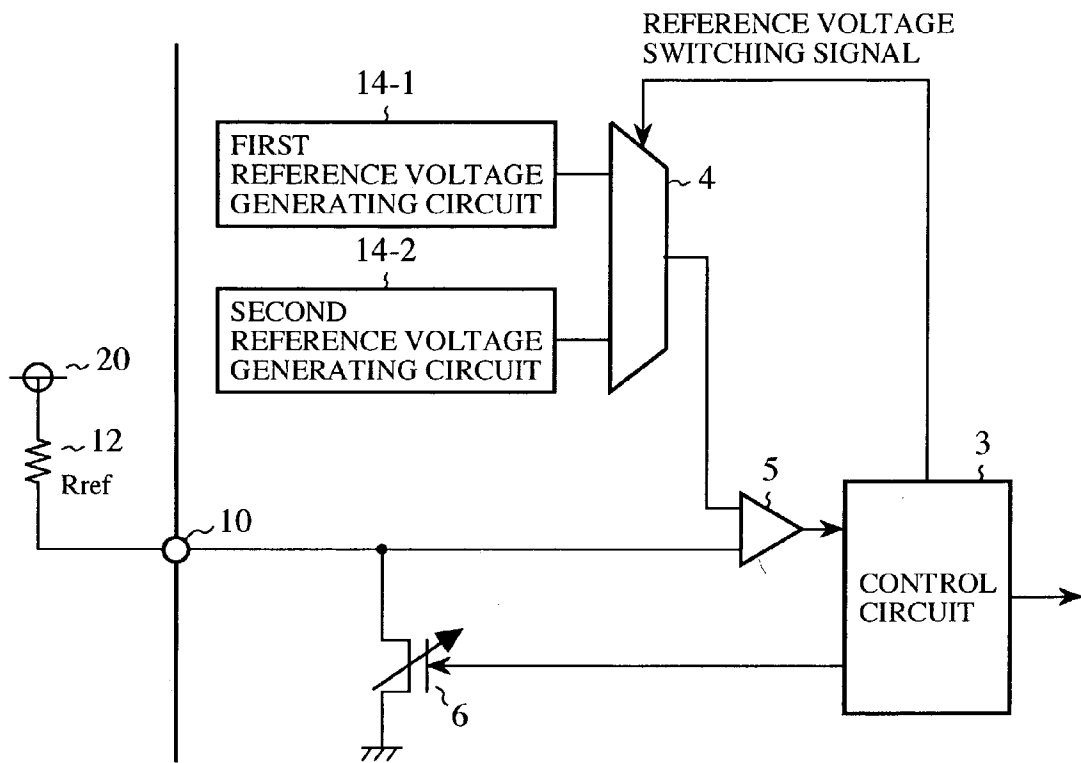 REFERENCE VOLTAGE
SWITCHING SIGNAL
14-1
FIRST
REFERENCE VOLTAGE
GENERATING CIRCUIT
4
14-2
SECOND
REFERENCE VOLTAGE
GENERATING CIRCUIT
20
12
Rref
10
5
3
CONTROL
CIRCUIT
6